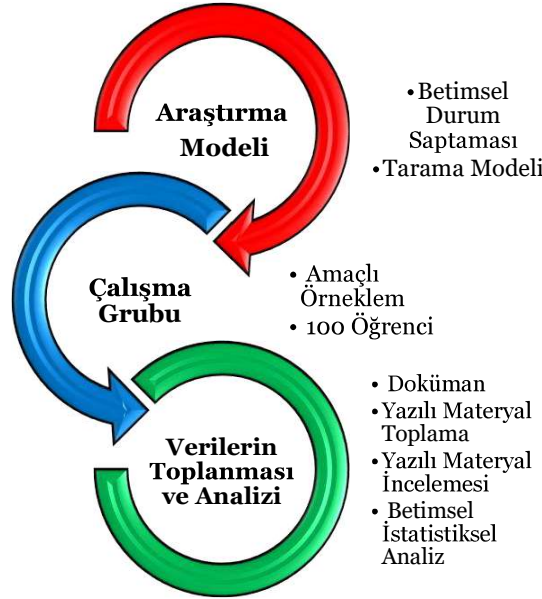 Araştırma
Modeli
• Betimsel
Durum
Saptaması
• Tarama Modeli
Çalışma
Grubu
• Amaçlı
Örneklem
• 100 Öğrenci
Verilerin
Toplanması
ve Analizi
• Doküman
• Yazılı Materyal
Toplama
• Yazılı Materyal
İncelemesi
• Betimsel
İstatistiksel
Analiz